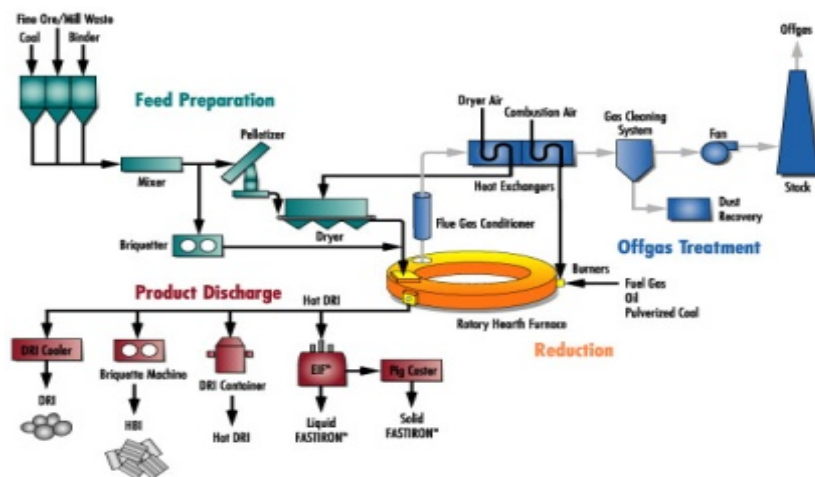 Fine Ore/Mill Waste
Coal
Binder
Feed Preparation
Pelletizer
Mixer
Briquetter
Dryer
Dryer Air
Combustion Air
Heat Exchangers
Flue Gas Conditioner
Gas Cleaning
System
Fan
Offgas
Stack
Dust
Recovery
Offgas Treatment
Burners
Fuel Gas
Oil
Pulverized Coal
Rotary Hearth Furnace
Reduction
Product Discharge
Hot DRI
DRI Cooler
DRI
Briquette Machine
HBI
DRI Container
Hot DRI
EIF™
Liquid
FASTIRON™
Pig Caster
Solid
FASTIRON™